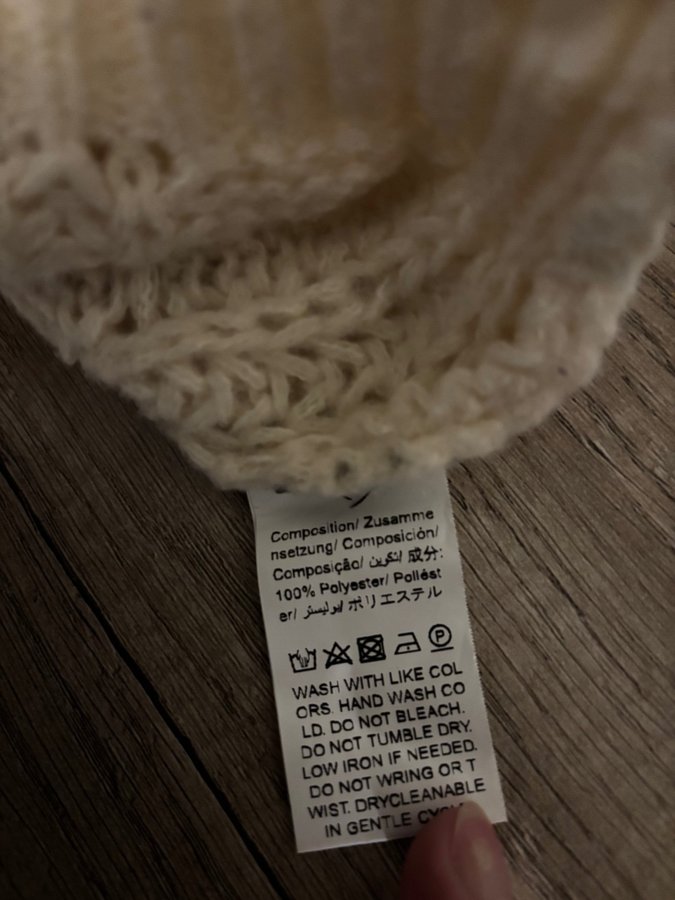 Composition/ Zusamme
nsetzung/ Composición/
Composição/ تكوين/ 成分:
100% Polyester/ Poliést
er/ بوليستر/ ポリエステル
WASH WITH LIKE COL
ORS. HAND WASH CO
LD. DO NOT BLEACH.
DO NOT TUMBLE DRY.
LOW IRON IF NEEDED.
DO NOT WRING OR T
WIST. DRYCLEANABLE
IN GENTLE